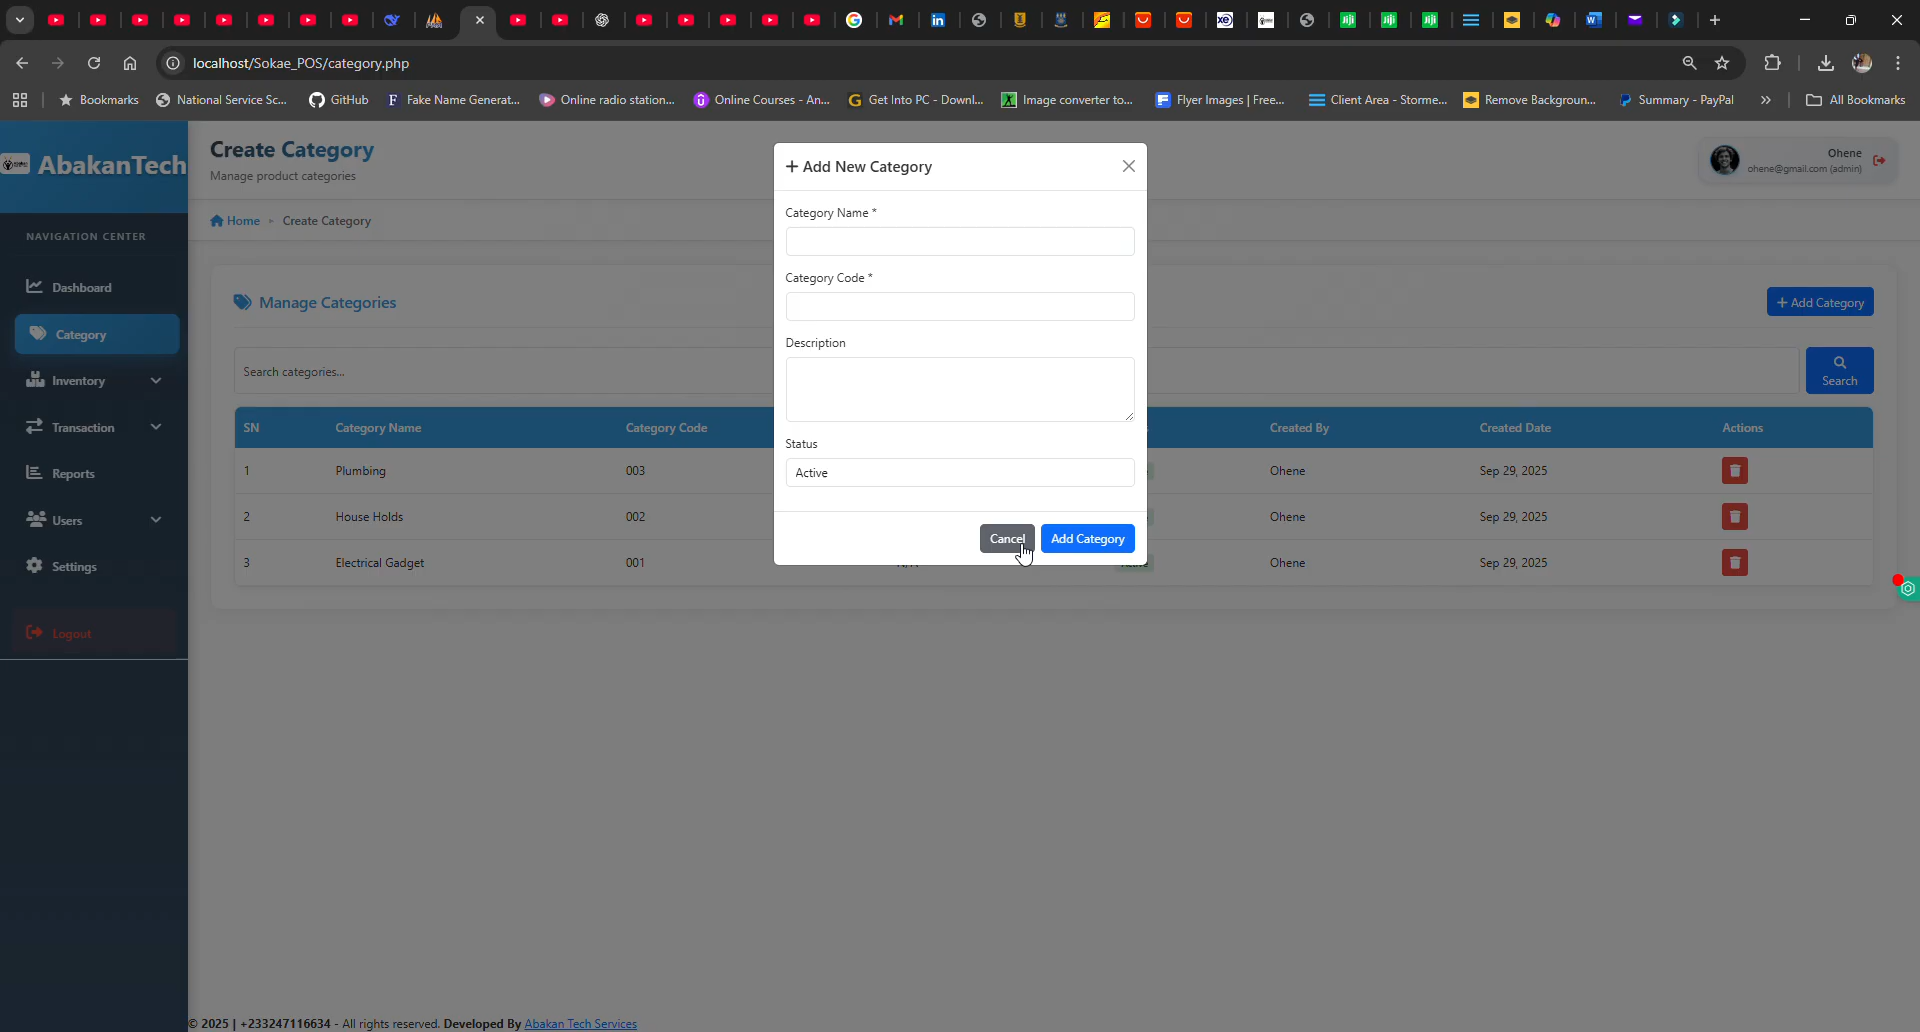 localhost/Sokae_POS/category.php
Bookmarks
National Service Sc...
GitHub
Fake Name Generat...
Online radio station...
Online Courses - An...
Get Into PC - Downl...
Image converter to...
Flyer Images | Free...
Client Area - Storme...
Remove Backgroun...
Summary - PayPal
All Bookmarks
AbakanTech
Create Category
Manage product categories
Ohene
ohene@gmail.com (admin)
Home
Create Category
NAVIGATION CENTER
Dashboard
Category
Inventory
Transaction
Reports
Users
Settings
Logout
Manage Categories
+ Add Category
Search categories...
Search
SN Category Name Category Code Created By Created Date Actions
1 Plumbing 003 Ohene Sep 29, 2025
2 House Holds 002 Ohene Sep 29, 2025
3 Electrical Gadget 001 Ohene Sep 29, 2025
+ Add New Category
Category Name *
Category Code *
Description
Status
Active
Cancel
Add Category
© 2025 | +233247116634 - All rights reserved. Developed By Abakan Tech Services